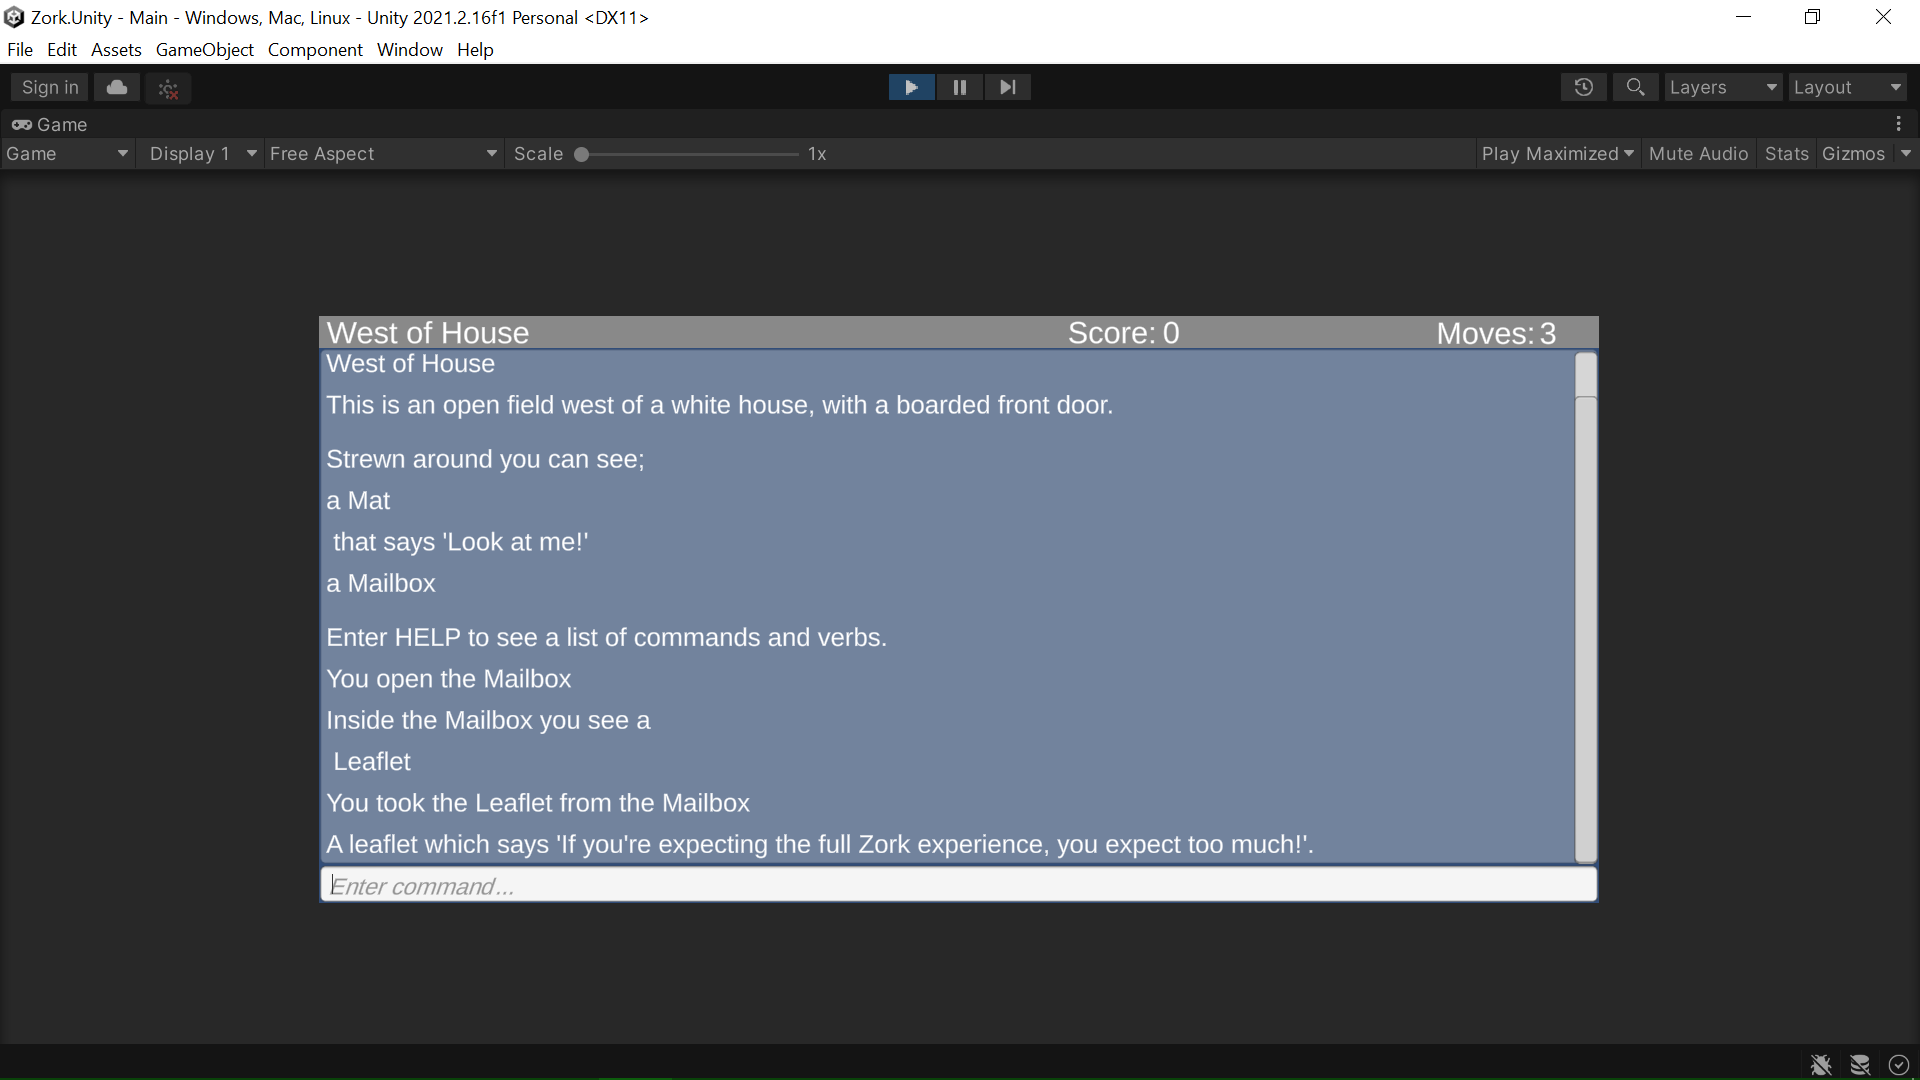 Zork.Unity - Main - Windows, Mac, Linux - Unity 2021.2.16f1 Personal <DX11>
File Edit Assets GameObject Component Window Help
Sign in Layers Layout
Game
Game Display 1 Free Aspect Scale 1x Play Maximized Mute Audio Stats Gizmos
West of House Score: 0 Moves: 3
West of House
This is an open field west of a white house, with a boarded front door.
Strewn around you can see;
a Mat
that says 'Look at me!'
a Mailbox
Enter HELP to see a list of commands and verbs.
You open the Mailbox
Inside the Mailbox you see a
Leaflet
You took the Leaflet from the Mailbox
A leaflet which says 'If you're expecting the full Zork experience, you expect too much!'.
Enter command...